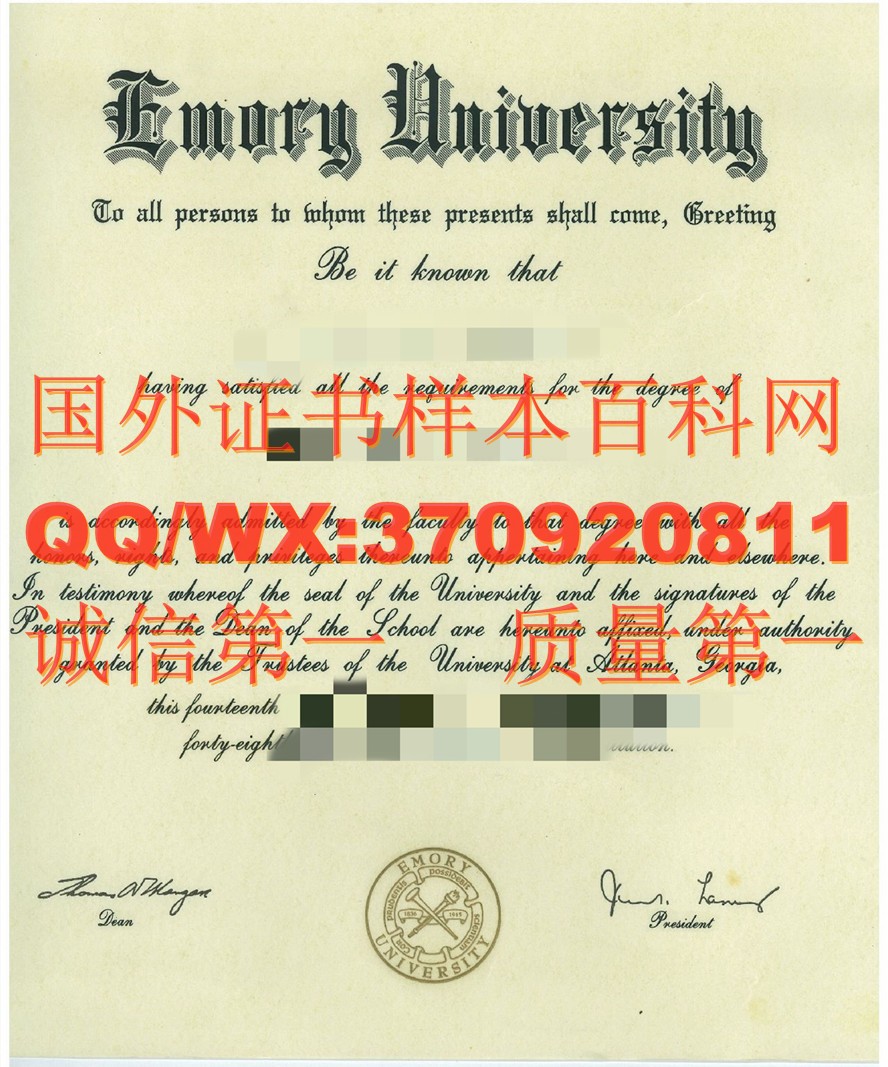 Emory University
To all persons to whom these presents shall come, Greeting
Be it known that
having satisfied all the requirements for the degree of
国外证书样本百科网
is accordingly admitted by the faculty to that degree with all the
QQ/WX:370920811
honors, rights, and privileges thereunto appertaining here and elsewhere.
In testimony whereof the seal of the University and the signatures of the
President and the Dean of the School are hereunto affixed, under authority
诚信第一 质量第一
granted by the Trustees of the University at Atlanta, Georgia,
this fourteenth
forty-eight
Dean
President
EMORY
prudentis possidebit
1836 1915
cor scientiam
UNIVERSITY